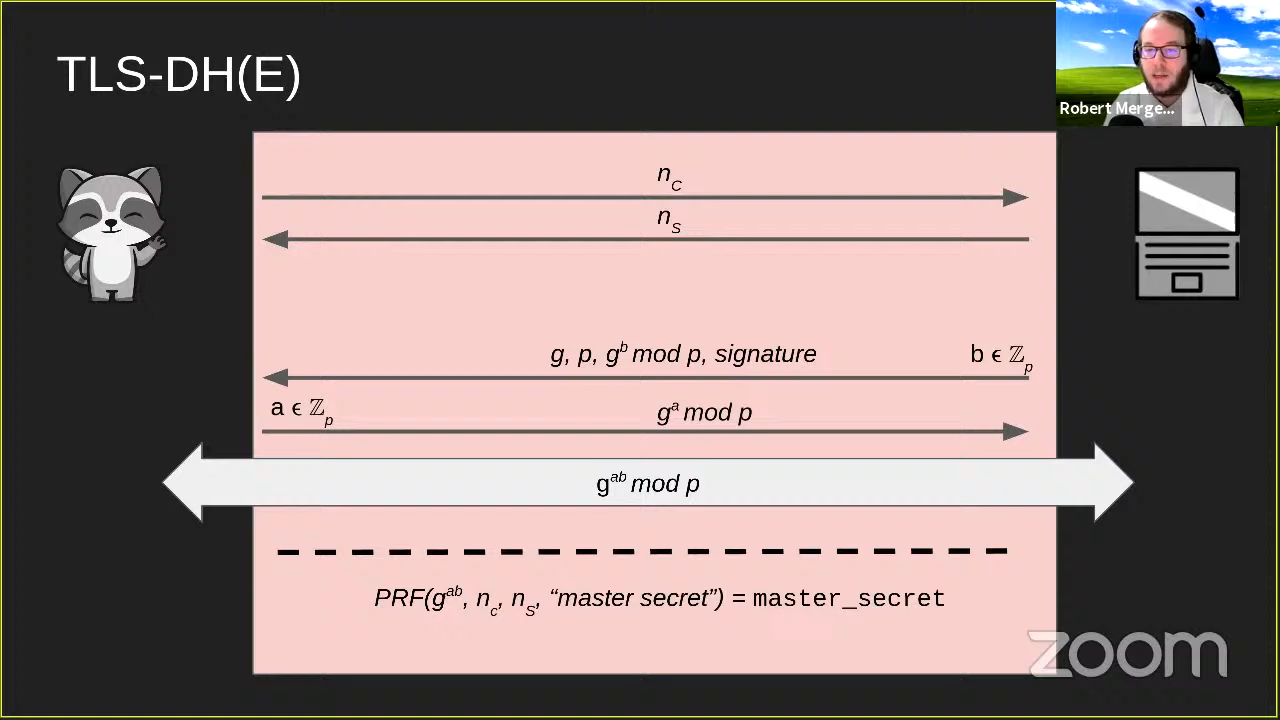 TLS-DH(E)
Robert Merge...
n_C
n_S
g, p, g^b mod p, signature
b ϵ ℤ_p
a ϵ ℤ_p
g^a mod p
g^ab mod p
PRF(g^ab, n_c, n_S, “master secret”) = master_secret
zoom